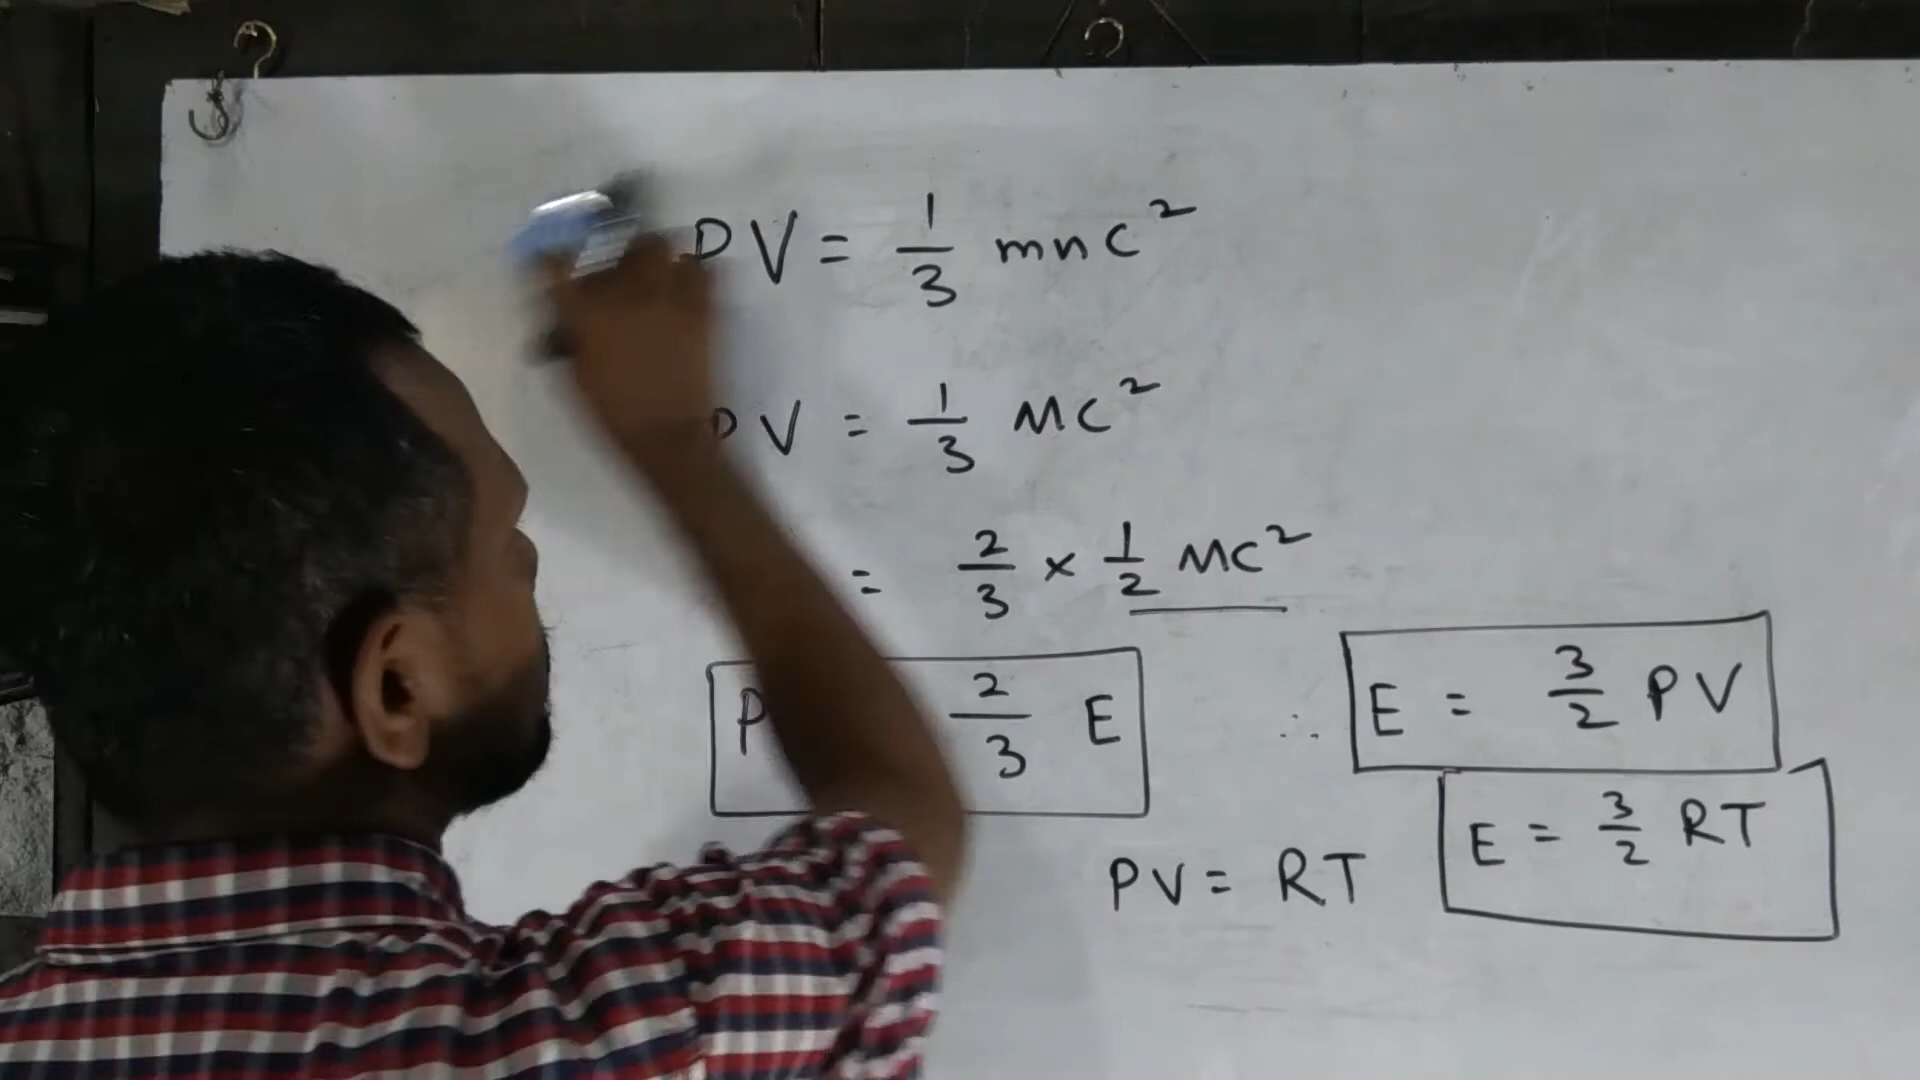 PV = 1/3 mnc²
PV = 1/3 MC²
= 2/3 × 1/2 MC²
P 2/3 E
∴ E = 3/2 PV
PV = RT
E = 3/2 RT